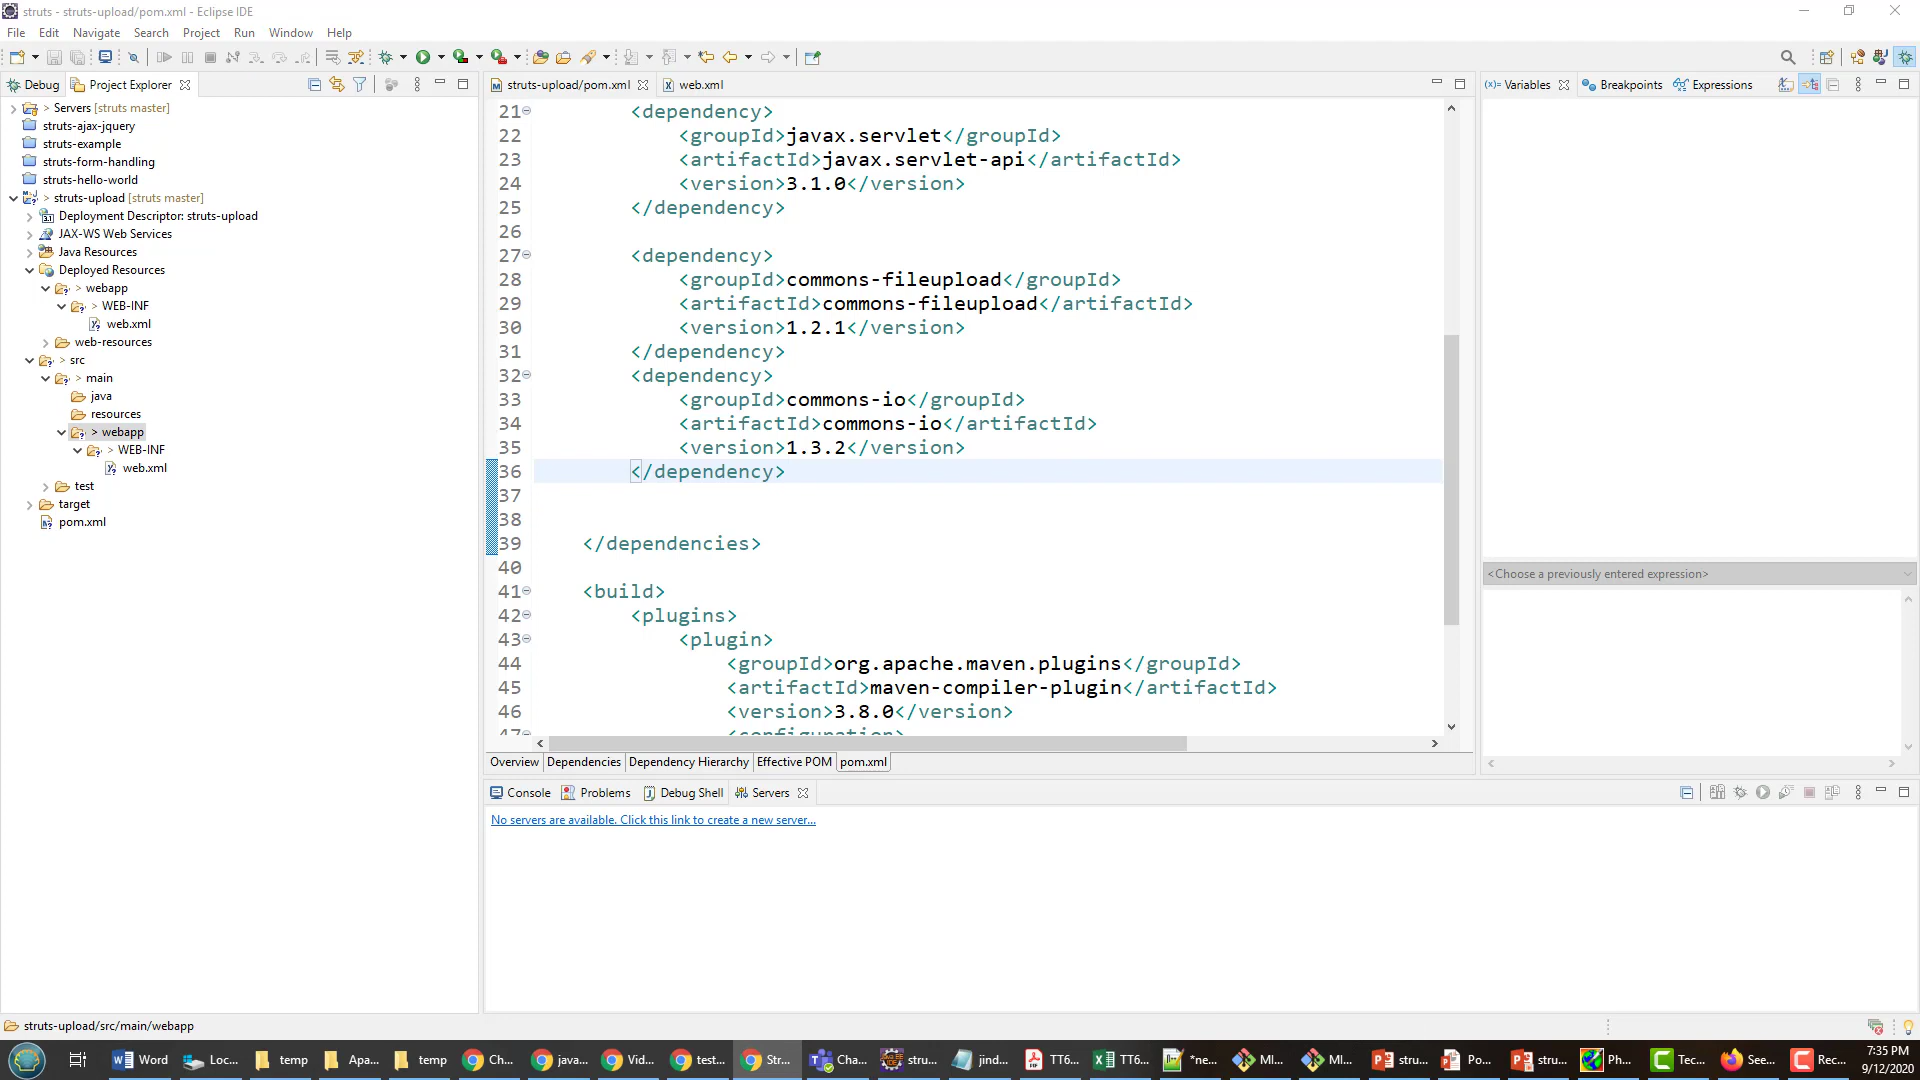 struts - struts-upload/pom.xml - Eclipse IDE
File Edit Navigate Search Project Run Window Help
Debug Project Explorer
> Servers [struts master]
struts-ajax-jquery
struts-example
struts-form-handling
struts-hello-world
> struts-upload [struts master]
Deployment Descriptor: struts-upload
JAX-WS Web Services
Java Resources
Deployed Resources
> webapp
> WEB-INF
web.xml
web-resources
> src
> main
java
resources
> webapp
> WEB-INF
web.xml
test
target
pom.xml
struts-upload/pom.xml web.xml
21 <dependency>
22 <groupId>javax.servlet</groupId>
23 <artifactId>javax.servlet-api</artifactId>
24 <version>3.1.0</version>
25 </dependency>
26
27 <dependency>
28 <groupId>commons-fileupload</groupId>
29 <artifactId>commons-fileupload</artifactId>
30 <version>1.2.1</version>
31 </dependency>
32 <dependency>
33 <groupId>commons-io</groupId>
34 <artifactId>commons-io</artifactId>
35 <version>1.3.2</version>
36 </dependency>
37
38
39 </dependencies>
40
41 <build>
42 <plugins>
43 <plugin>
44 <groupId>org.apache.maven.plugins</groupId>
45 <artifactId>maven-compiler-plugin</artifactId>
46 <version>3.8.0</version>
47 <configuration>
Overview Dependencies Dependency Hierarchy Effective POM pom.xml
(x)= Variables Breakpoints Expressions
<Choose a previously entered expression>
Console Problems Debug Shell Servers
No servers are available. Click this link to create a new server...
struts-upload/src/main/webapp
Word Loc... temp Apa... temp Ch... java... Vid... test... Str... Cha... stru... jind... TT6... TT6... *ne... MI... MI... stru... Po... stru... Ph... Tec... See... Rec...
7:35 PM
9/12/2020